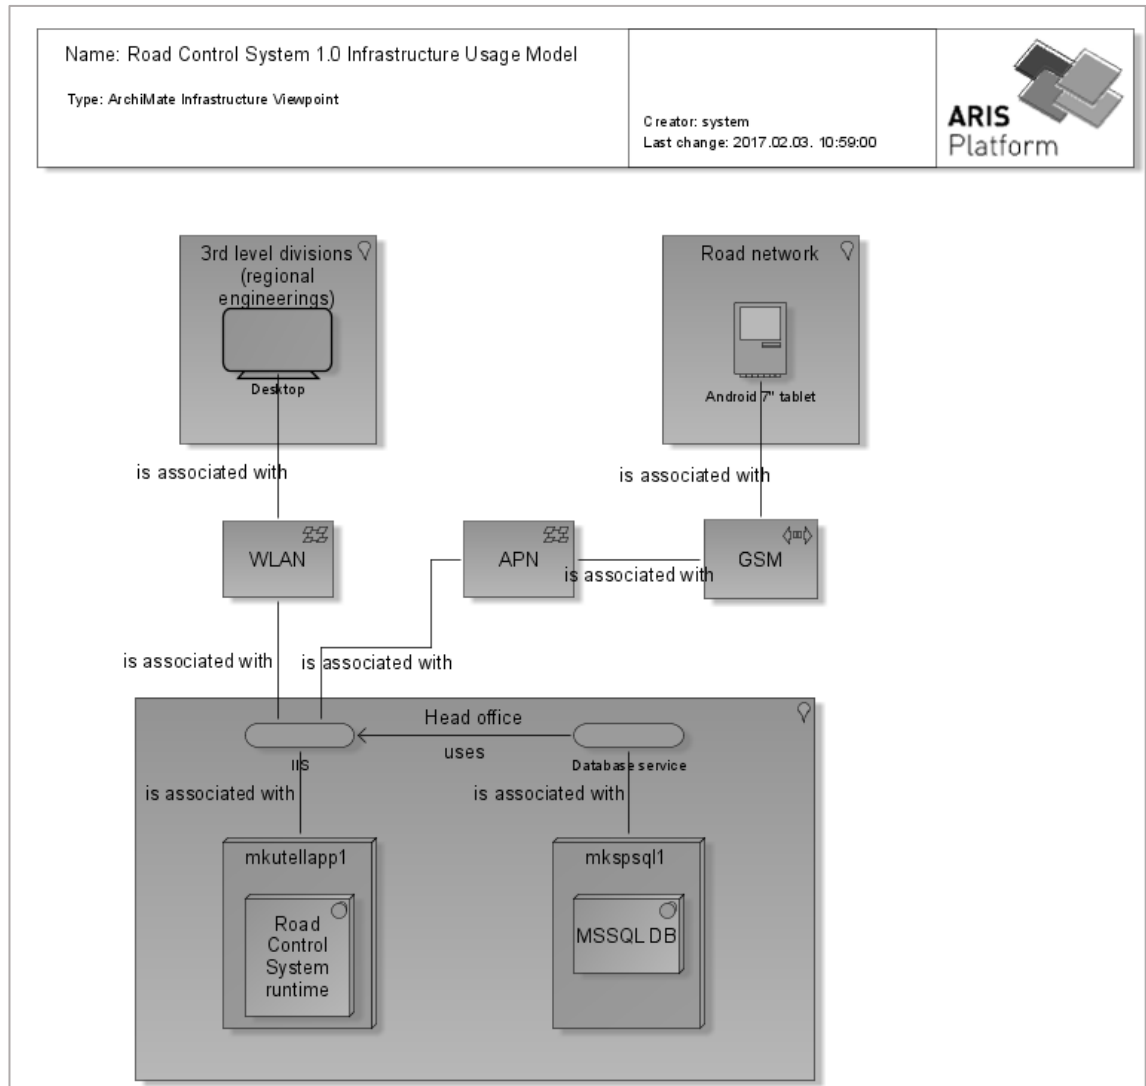 Name: Road Control System 1.0 Infrastructure Usage Model
Type: ArchiMate Infrastructure Viewpoint
Creator: system
Last change: 2017.02.03. 10:59:00
ARIS
Platform
3rd level divisions
(regional
engineerings)
Desktop
Road network
Android 7" tablet
is associated with
is associated with
WLAN
APN
is associated with
GSM
is associated with
is associated with
Head office
uses
IIS
Database service
is associated with
is associated with
mkutellapp1
Road
Control
System
runtime
mkspsql1
MSSQL DB